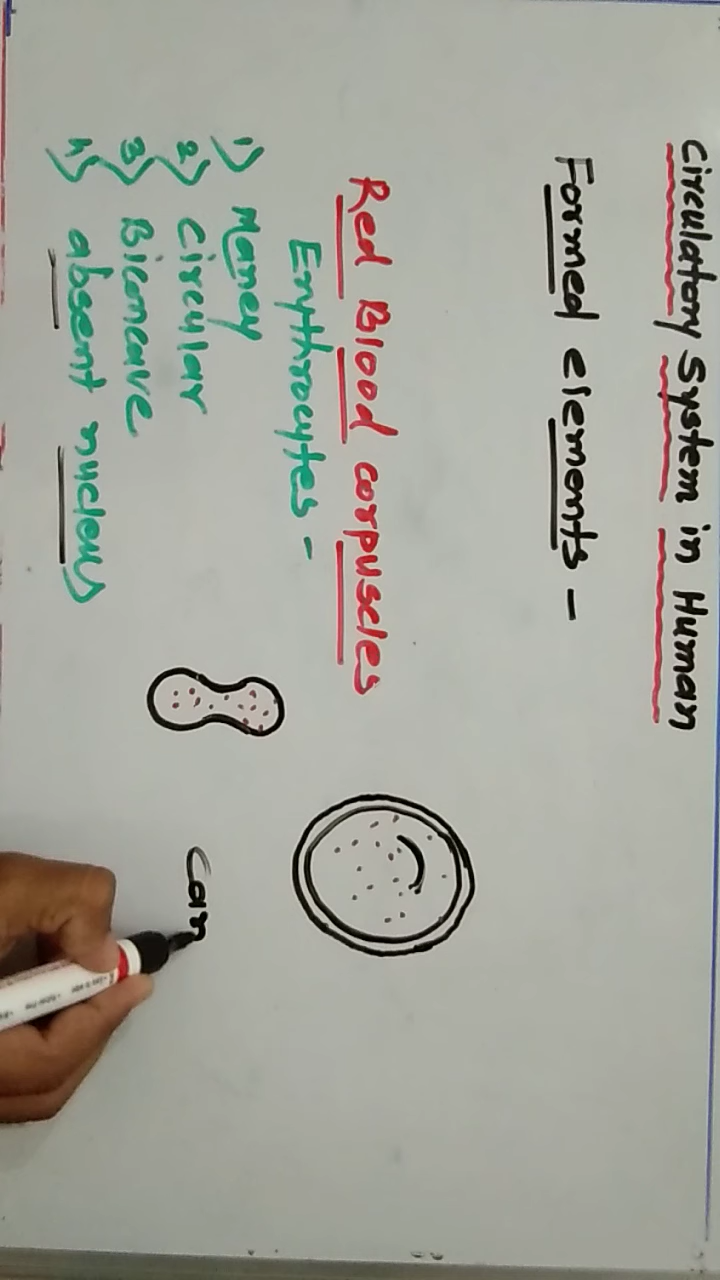 Circulatory System in Human
Formed elements -
Red Blood corpuscles
Erythrocytes -
1) Maney
2) Circular
3) Biconcave
4) absent nucleus
Con